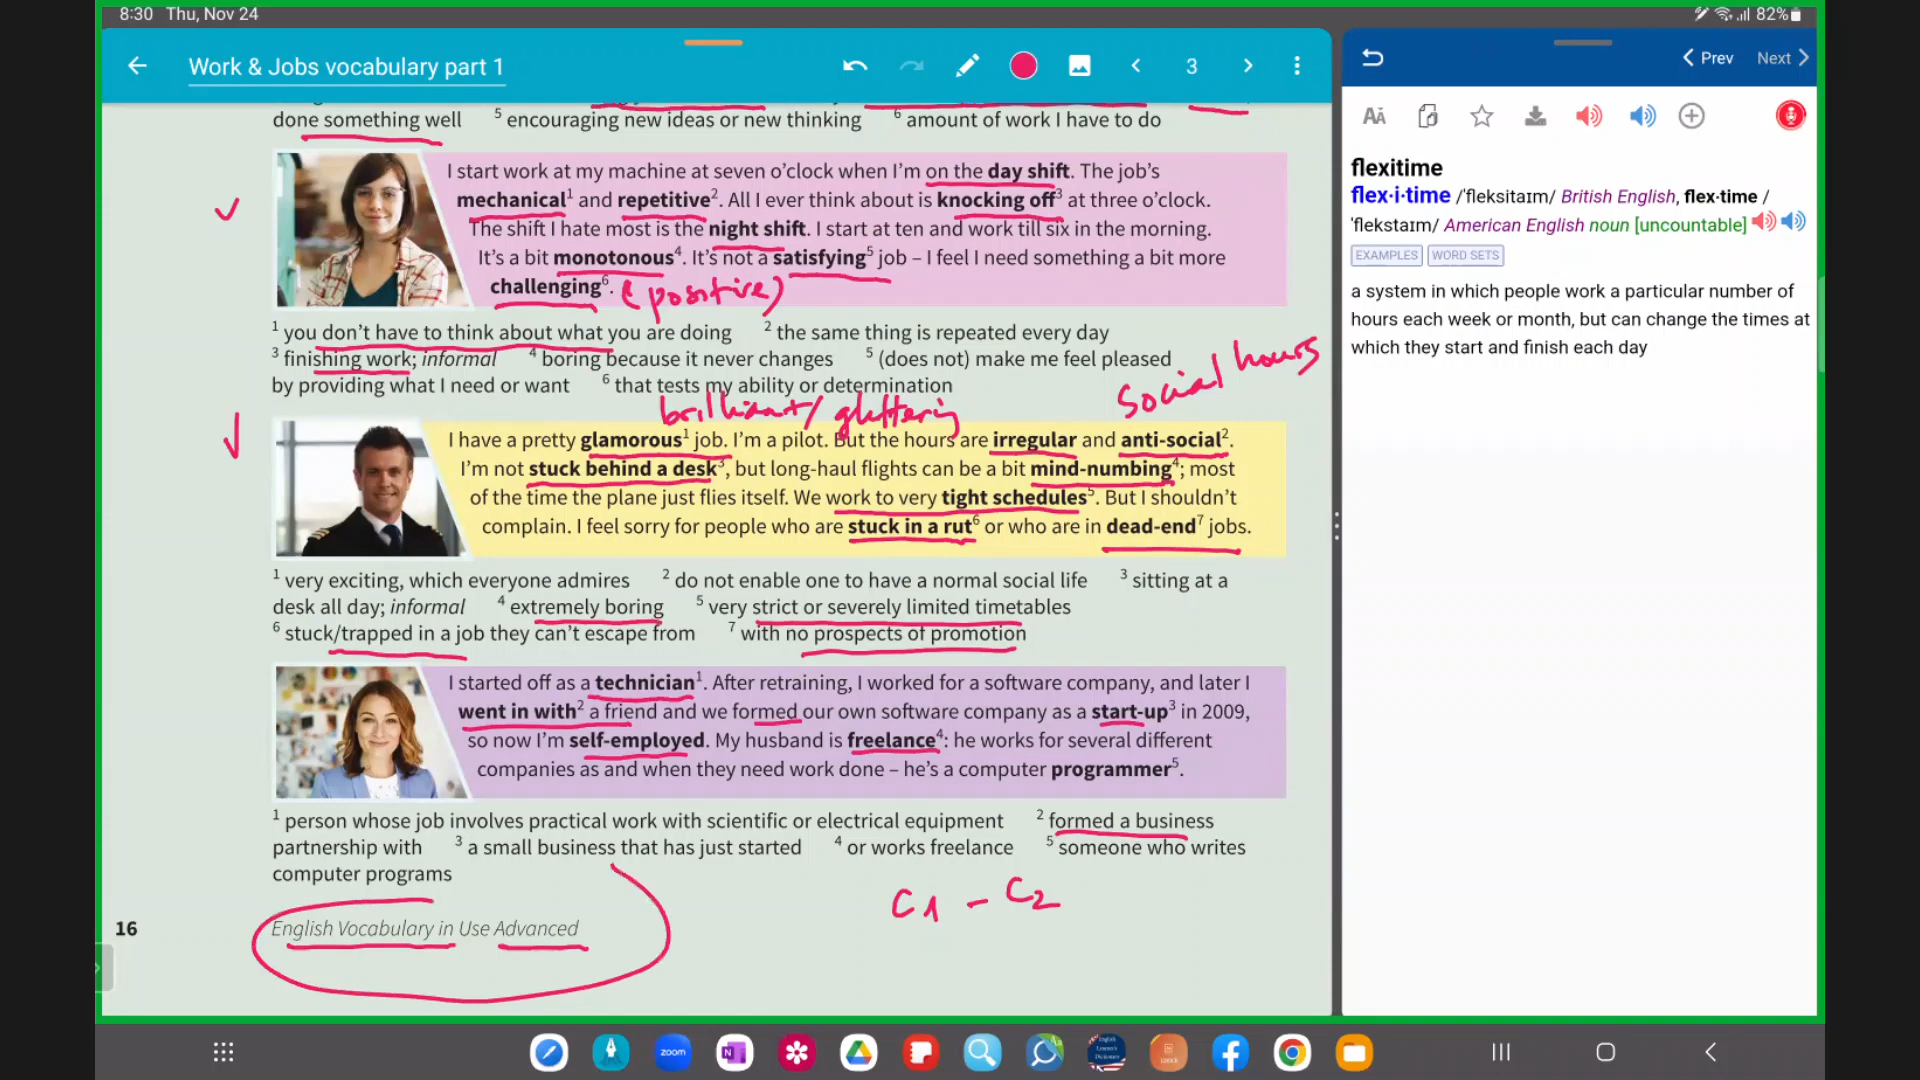 8:30 Thu, Nov 24
82%
Work & Jobs vocabulary part 1
3
done something well 5 encouraging new ideas or new thinking 6 amount of work I have to do
I start work at my machine at seven o'clock when I'm on the day shift. The job's
mechanical1 and repetitive2. All I ever think about is knocking off3 at three o'clock.
The shift I hate most is the night shift. I start at ten and work till six in the morning.
It's a bit monotonous4. It's not a satisfying5 job – I feel I need something a bit more
challenging6. (positive)
1 you don't have to think about what you are doing 2 the same thing is repeated every day
3 finishing work; informal 4 boring because it never changes 5 (does not) make me feel pleased
by providing what I need or want 6 that tests my ability or determination
social hours
brilliant/ glittering
I have a pretty glamorous1 job. I'm a pilot. But the hours are irregular and anti-social2.
I'm not stuck behind a desk3, but long-haul flights can be a bit mind-numbing4; most
of the time the plane just flies itself. We work to very tight schedules5. But I shouldn't
complain. I feel sorry for people who are stuck in a rut6 or who are in dead-end7 jobs.
1 very exciting, which everyone admires 2 do not enable one to have a normal social life 3 sitting at a
desk all day; informal 4 extremely boring 5 very strict or severely limited timetables
6 stuck/trapped in a job they can't escape from 7 with no prospects of promotion
I started off as a technician1. After retraining, I worked for a software company, and later I
went in with2 a friend and we formed our own software company as a start-up3 in 2009,
so now I'm self-employed. My husband is freelance4: he works for several different
companies as and when they need work done – he's a computer programmer5.
1 person whose job involves practical work with scientific or electrical equipment 2 formed a business
partnership with 3 a small business that has just started 4 or works freelance 5 someone who writes
computer programs
C1 - C2
16 English Vocabulary in Use Advanced
Prev Next
flexitime
flex·i·time /ˈfleksitaɪm/ British English, flex·time /
ˈflekstaɪm/ American English noun [uncountable]
EXAMPLES WORD SETS
a system in which people work a particular number of
hours each week or month, but can change the times at
which they start and finish each day
zoom